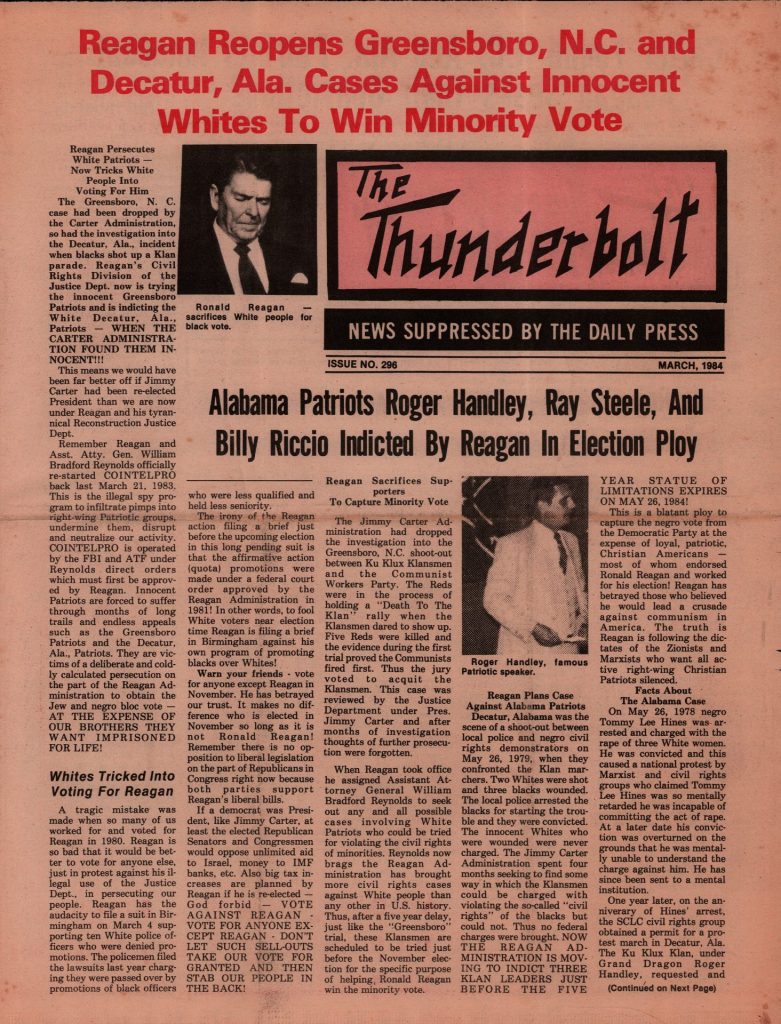 Reagan Reopens Greensboro, N.C. and
Decatur, Ala. Cases Against Innocent
Whites To Win Minority Vote
Reagan Persecutes
White Patriots —
Now Tricks White
People Into
Voting For Him
The Greensboro, N. C.
case had been dropped by
the Carter Administration,
so had the investigation into
the Decatur, Ala., incident
when blacks shot up a Klan
parade. Reagan's Civil
Rights Division of the
Justice Dept. now is trying
the innocent Greensboro
Patriots and is indicting the
White Decatur, Ala.,
Patriots — WHEN THE
CARTER ADMINISTRA-
TION FOUND THEM IN-
NOCENT!!!
This means we would have
been far better off if Jimmy
Carter had been re-elected
President than we are now
under Reagan and his tyran-
nical Reconstruction Justice
Dept.
Remember Reagan and
Asst. Atty. Gen. William
Bradford Reynolds officially
re-started COINTELPRO
back last March 21, 1983.
This is the illegal spy pro-
gram to infiltrate pimps into
right-wing Patriotic groups,
undermine them, disrupt
and neutralize our activity.
COINTELPRO is operated
by the FBI and ATF under
Reynolds direct orders
which must first be approv-
ed by Reagan. Innocent
Patriots are forced to suffer
through months of long
trails and endless appeals
such as the Greensboro
Patriots and the Decatur,
Ala., Patriots. They are vic-
tims of a deliberate and cold-
ly calculated persecution on
the part of the Reagan Ad-
ministration to obtain the
Jew and negro bloc vote —
AT THE EXPENSE OF
OUR BROTHERS THEY
WANT IMPRISONED
FOR LIFE!
Whites Tricked Into
Voting For Reagan
A tragic mistake was
made when so many of us
worked for and voted for
Reagan in 1980. Reagan is
so bad that it would be bet-
ter to vote for anyone else,
just in protest against his il-
legal use of the Justice
Dept., in persecuting our
people. Reagan has the
audacity to file a suit in Bir-
mingham on March 4 sup-
porting ten White police of-
ficers who were denied pro-
motions. The policemen filed
the lawsuits last year charg-
ing they were passed over by
promotions of black officers
Ronald Reagan —
sacrifices White people for
black vote.
The
Thunderbolt
NEWS SUPPRESSED BY THE DAILY PRESS
ISSUE NO. 296
MARCH, 1984
Alabama Patriots Roger Handley, Ray Steele, And
Billy Riccio Indicted By Reagan In Election Ploy
who were less qualified and
held less seniority.
The irony of the Reagan
action filing a brief just
before the upcoming election
in this long pending suit is
that the affirmative action
(quota) promotions were
made under a federal court
order approved by the
Reagan Administration in
1981! In other words, to fool
White voters near election
time Reagan is filing a brief
in Birmingham against his
own program of promoting
blacks over Whites!
Warn your friends - vote
for anyone except Reagan in
November. He has betrayed
our trust. It makes no dif-
ference who is elected in
November so long as it is
not Ronald Reagan!
Remember there is no op-
position to liberal legislation
on the part of Republicans in
Congress right now because
both parties support
Reagan's liberal bills.
If a democrat was Presi-
dent, like Jimmy Carter, at
least the elected Republican
Senators and Congressmen
would oppose unlimited aid
to Israel, money to IMF
banks, etc. Also big tax in-
creases are planned by
Reagan if he is re-elected —
God forbid — VOTE
AGAINST REAGAN -
VOTE FOR ANYONE EX-
CEPT REAGAN - DON'T
LET SUCH SELL-OUTS
TAKE OUR VOTE FOR
GRANTED AND THEN
STAB OUR PEOPLE IN
THE BACK!
Reagan Sacrifices Sup-
porters
To Capture Minority Vote
The Jimmy Carter Ad-
ministration had dropped
the investigation into the
Greensboro, N.C. shoot-out
between Ku Klux Klansmen
and the Communist
Workers Party. The Reds
were in the process of
holding a "Death To The
Klan" rally when the
Klansmen dared to show up.
Five Reds were killed and
the evidence during the first
trial proved the Communists
fired first. Thus the jury
voted to acquit the
Klansmen. This case was
reviewed by the Justice
Department under Pres.
Jimmy Carter and after
months of investigation
thoughts of further prosecu-
tion were forgotten.
When Reagan took office
he assigned Assistant At-
torney General William
Bradford Reynolds to seek
out any and all possible
cases involving White
Patriots who could be tried
for violating the civil rights
of minorities. Reynolds now
brags the Reagan Ad-
ministration has brought
more civil rights cases
against White people than
any other in U.S. history.
Thus, after a five year delay,
just like the "Greensboro"
trial, these Klansmen are
scheduled to be tried just
before the November elec-
tion for the specific purpose
of helping Ronald Reagan
win the minority vote.
Roger Handley, famous
Patriotic speaker.
Reagan Plans Case
Against Alabama Patriots
Decatur, Alabama was the
scene of a shoot-out between
local police and negro civil
rights demonstrators on
May 26, 1979, when they
confronted the Klan mar-
chers. Two Whites were shot
and three blacks wounded.
The local police arrested the
blacks for starting the trou-
ble and they were convicted.
The innocent Whites who
were wounded were never
charged. The Jimmy Carter
Administration spent four
months seeking to find some
way in which the Klansmen
could be charged with
violating the so-called "civil
rights" of the blacks but
could not. Thus no federal
charges were brought. NOW
THE REAGAN AD-
MINISTRATION IS MOV-
ING TO INDICT THREE
KLAN LEADERS JUST
BEFORE THE FIVE
YEAR STATUE OF
LIMITATIONS EXPIRES
ON MAY 26, 1984!
This is a blatant ploy to
capture the negro vote from
the Democratic Party at the
expense of loyal, patriotic,
Christian Americans —
most of whom endorsed
Ronald Reagan and worked
for his election! Reagan has
betrayed those who believed
he would lead a crusade
against communism in
America. The truth is
Reagan is following the dic-
tates of the Zionists and
Marxists who want all ac-
tive right-wing Christian
Patriots silenced.
Facts About
The Alabama Case
On May 26, 1978 negro
Tommy Lee Hines was ar-
rested and charged with the
rape of three White women.
He was convicted and this
caused a national protest by
Marxist and civil rights
groups who claimed Tommy
Lee Hines was so mentally
retarded he was incapable of
committing the act of rape.
At a later date his convic-
tion was overturned on the
grounds that he was mental-
ly unable to understand the
charge against him. He has
since been sent to a mental
institution.
One year later, on the an-
niverary of Hines' arrest,
the SCLC civil rights group
obtained a permit for a pro-
test march in Decatur, Ala.
The Ku Klux Klan, under
Grand Dragon Roger
Handley, requested and
(Continued on Next Page)